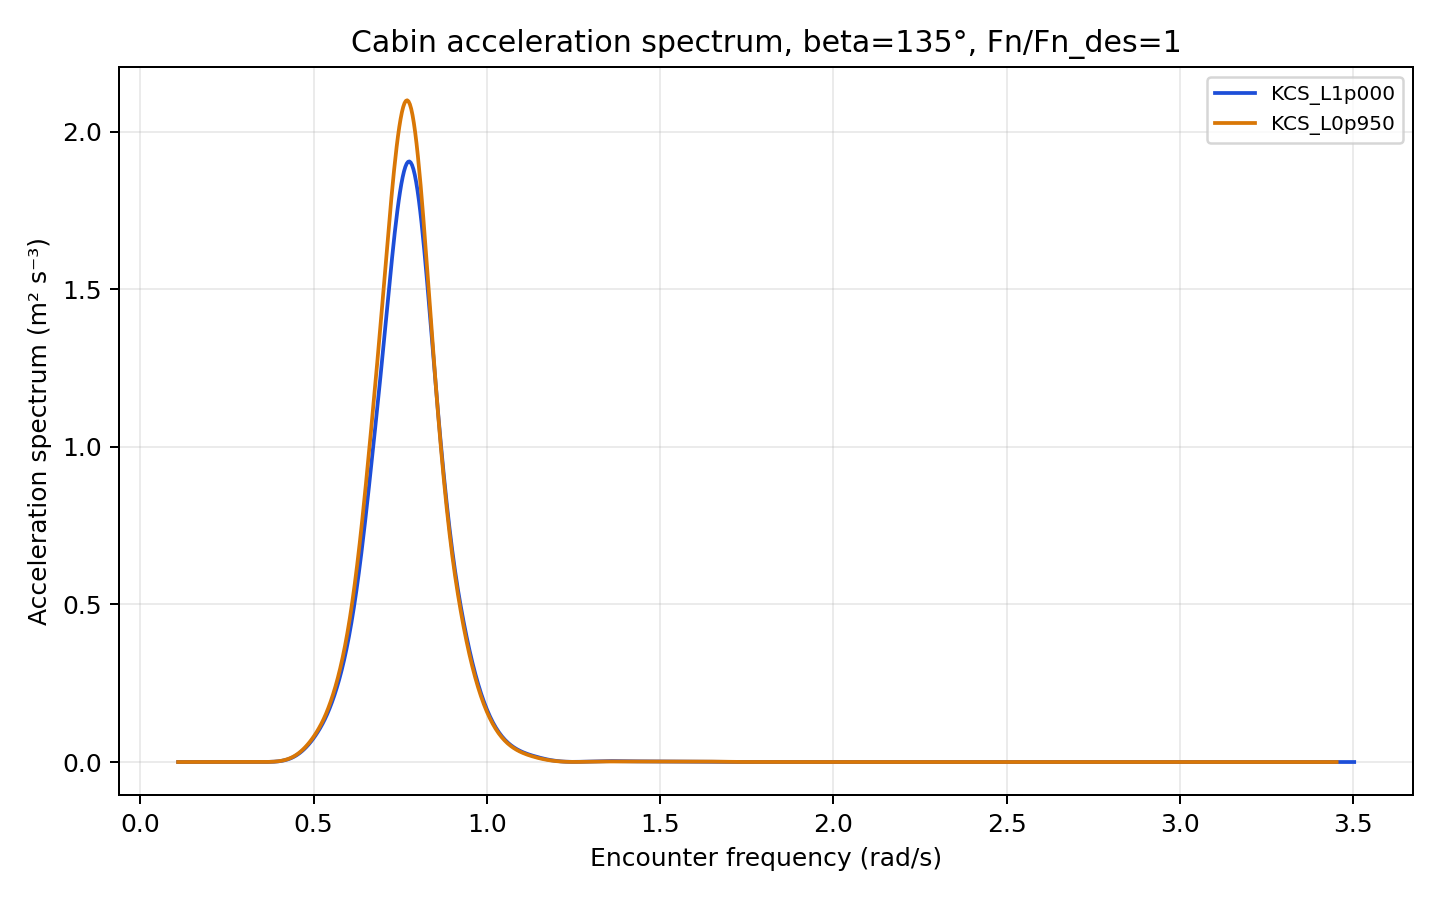 Cabin acceleration spectrum, beta=135°, Fn/Fn_des=1
KCS_L1p000
KCS_L0p950
Acceleration spectrum (m² s⁻³)
2.0
1.5
1.0
0.5
0.0
0.0 0.5 1.0 1.5 2.0 2.5 3.0 3.5
Encounter frequency (rad/s)